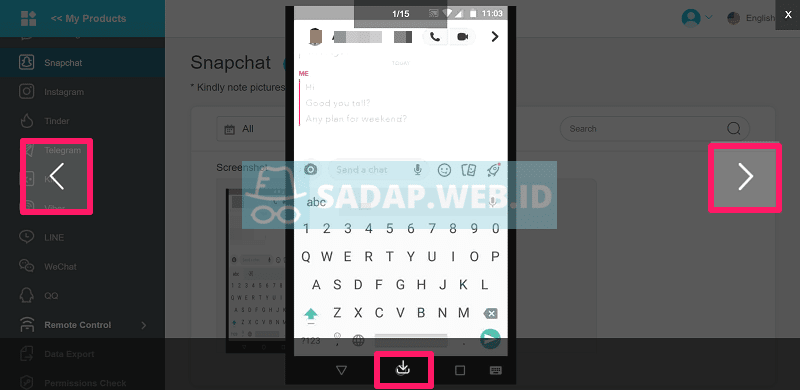 << My Products
1/15
11:03
English
X
Snapchat
Instagram
Tinder
Telegram
Viber
LINE
WeChat
QQ
Remote Control
Data Export
Permissions Check
Snapchat
* Kindly note pictures
All
Search
Screenshot
ME
Hi
Good you tall?
Any plan for weekend?
Send a chat
SADAP.WEB.ID
abc
1 2 3 4 5 6 7 8 9 0
Q W E R T Y U I O P
A S D F G H J K L
Z X C V B N M
?123